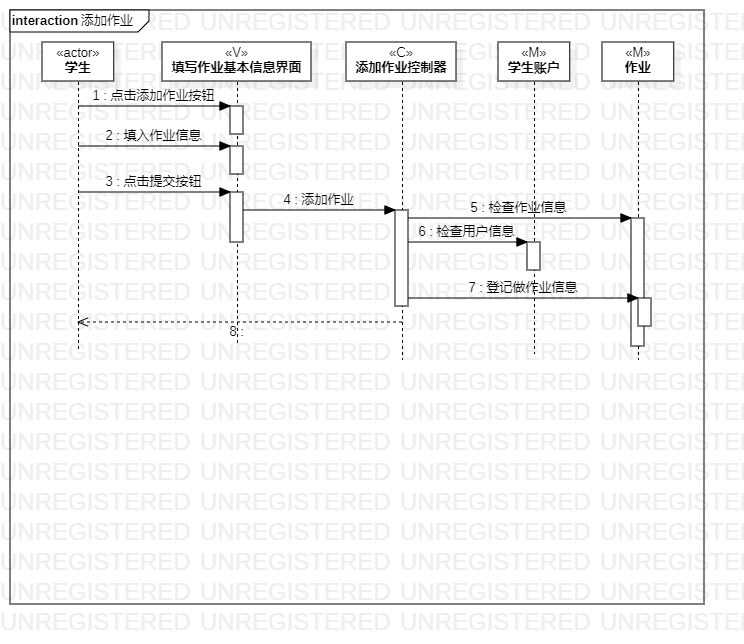 interaction 添加作业
«actor»
学生
«V»
填写作业基本信息界面
«C»
添加作业控制器
«M»
学生账户
«M»
作业
1 : 点击添加作业按钮
2 : 填入作业信息
3 : 点击提交按钮
4 : 添加作业
5 : 检查作业信息
6 : 检查用户信息
7 : 登记做作业信息
8 :
UNREGISTERED UNREGISTERED UNREGISTERED UNREGISTERED